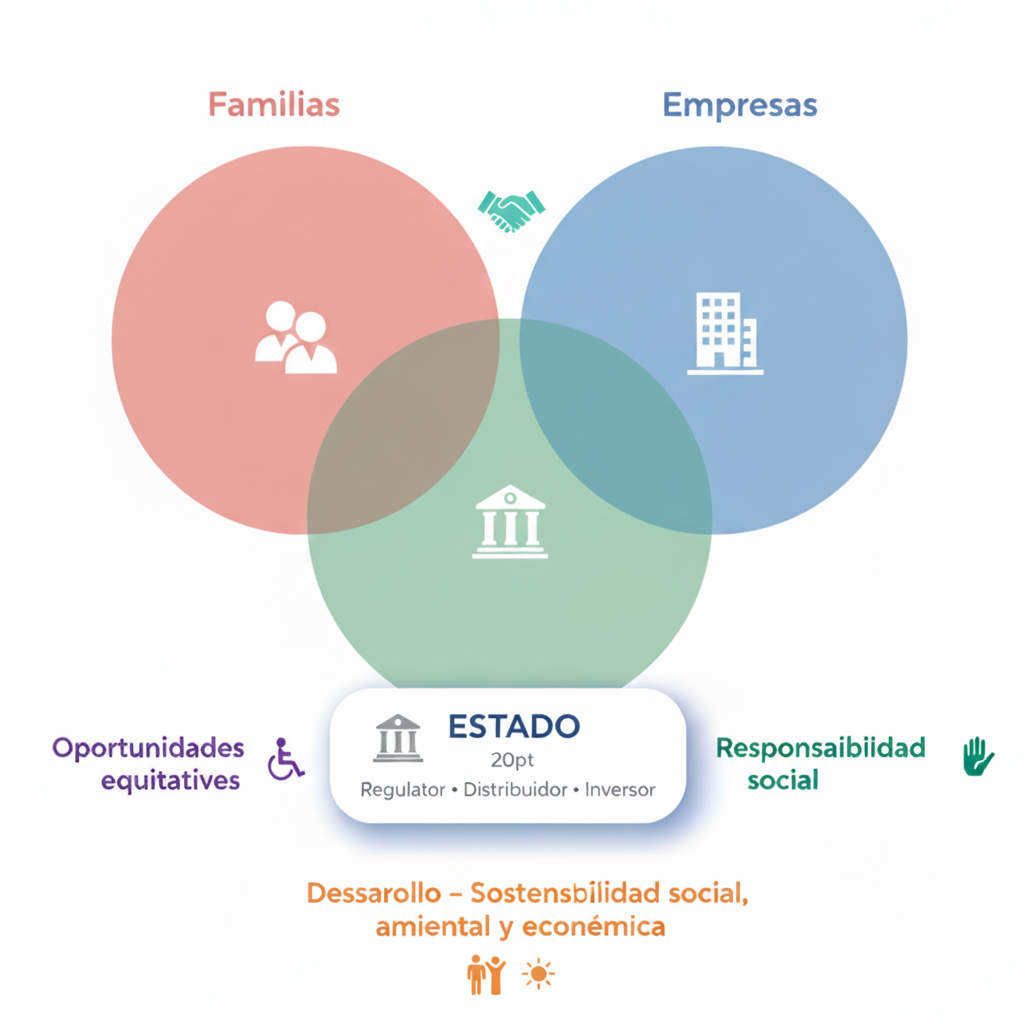 Familias
Empresas
ESTADO
20pt
Regulator • Distribuidor • Inversor
Oportunidades
equitatives
Responsaibiidad
social
Dessarollo – Sostensbilidad social,
amiental y económica